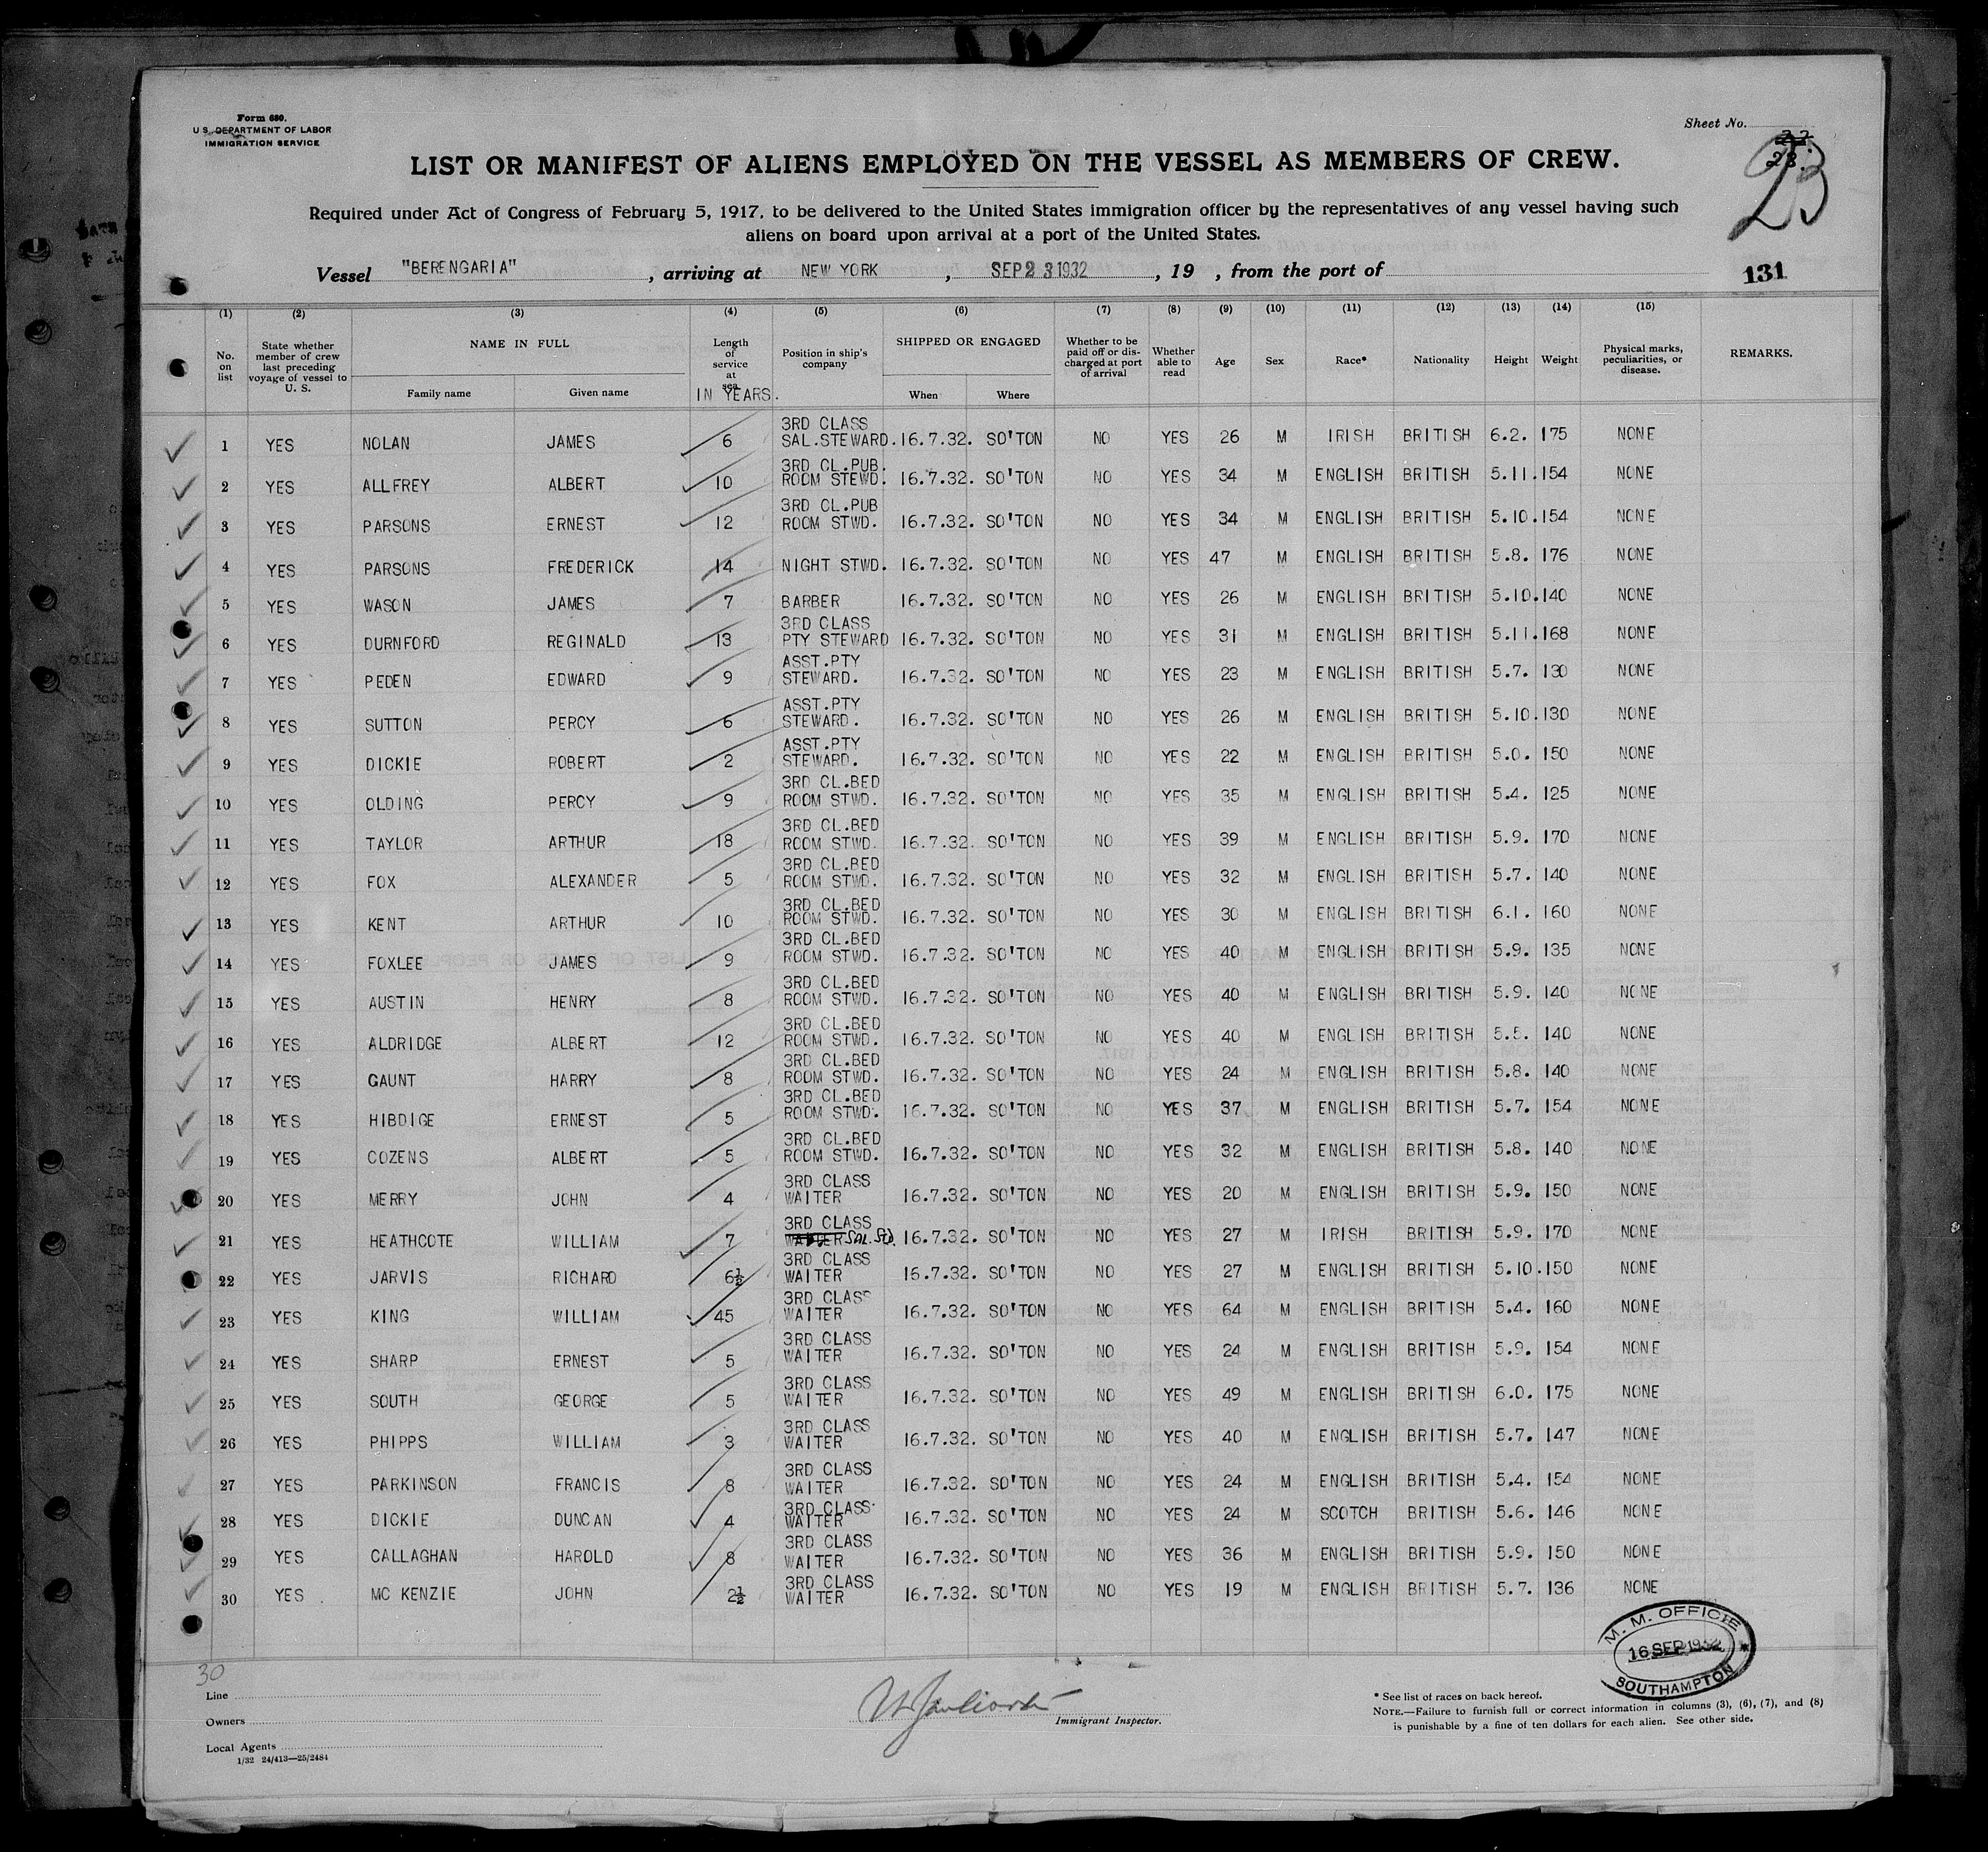 Form 680.
U. S. DEPARTMENT OF LABOR
IMMIGRATION SERVICE
Sheet No.
23
LIST OR MANIFEST OF ALIENS EMPLOYED ON THE VESSEL AS MEMBERS OF CREW.
Required under Act of Congress of February 5, 1917, to be delivered to the United States immigration officer by the representatives of any vessel having such
aliens on board upon arrival at a port of the United States.
Vessel "BERENGARIA" , arriving at NEW YORK , SEP 23 1932 , 19 , from the port of
131
(1) (2) (3) (4) (5) (6) (7) (8) (9) (10) (11) (12) (13) (14) (15)
No. on list State whether member of crew last preceding voyage of vessel to U. S. NAME IN FULL Family name Given name Length of service at sea IN YEARS. Position in ship's company SHIPPED OR ENGAGED When Where Whether to be paid off or discharged at port of arrival Whether able to read Age Sex Race* Nationality Height Weight Physical marks, peculiarities, or disease. REMARKS.
1 YES NOLAN JAMES 6 3RD CLASS SAL.STEWARD. 16.7.32. SO'TON NO YES 26 M IRISH BRITISH 6.2. 175 NONE
2 YES ALLFREY ALBERT 10 3RD CL.PUB. ROOM STEWD. 16.7.32. SO'TON NO YES 34 M ENGLISH BRITISH 5.11. 154 NONE
3 YES PARSONS ERNEST 12 3RD CL.PUB ROOM STWD. 16.7.32. SO'TON NO YES 34 M ENGLISH BRITISH 5.10. 154 NONE
4 YES PARSONS FREDERICK 14 NIGHT STWD. 16.7.32. SO'TON NO YES 47 M ENGLISH BRITISH 5.8. 176 NONE
5 YES WASON JAMES 7 BARBER 16.7.32. SO'TON NO YES 26 M ENGLISH BRITISH 5.10. 140 NONE
6 YES DURNFORD REGINALD 13 3RD CLASS PTY STEWARD 16.7.32. SO'TON NO YES 31 M ENGLISH BRITISH 5.11. 168 NONE
7 YES PEDEN EDWARD 9 ASST.PTY STEWARD. 16.7.32. SO'TON NO YES 23 M ENGLISH BRITISH 5.7. 130 NONE
8 YES SUTTON PERCY 6 ASST.PTY STEWARD. 16.7.32. SO'TON NO YES 26 M ENGLISH BRITISH 5.10. 130 NONE
9 YES DICKIE ROBERT 2 ASST.PTY STEWARD. 16.7.32. SO'TON NO YES 22 M ENGLISH BRITISH 5.0. 150 NONE
10 YES OLDING PERCY 9 3RD CL.BED ROOM STWD. 16.7.32. SO'TON NO YES 35 M ENGLISH BRITISH 5.4. 125 NONE
11 YES TAYLOR ARTHUR 18 3RD CL.BED ROOM STWD. 16.7.32. SO'TON NO YES 39 M ENGLISH BRITISH 5.9. 170 NONE
12 YES FOX ALEXANDER 5 3RD CL.BED ROOM STWD. 16.7.32. SO'TON NO YES 32 M ENGLISH BRITISH 5.7. 140 NONE
13 YES KENT ARTHUR 10 3RD CL.BED ROOM STWD. 16.7.32. SO'TON NO YES 30 M ENGLISH BRITISH 6.1. 160 NONE
14 YES FOXLEE JAMES 9 3RD CL.BED ROOM STWD. 16.7.32. SO'TON NO YES 40 M ENGLISH BRITISH 5.9. 135 NONE
15 YES AUSTIN HENRY 8 3RD CL.BED ROOM STWD. 16.7.32. SO'TON NO YES 40 M ENGLISH BRITISH 5.9. 140 NONE
16 YES ALDRIDGE ALBERT 12 3RD CL.BED ROOM STWD. 16.7.32. SO'TON NO YES 40 M ENGLISH BRITISH 5.5. 140 NONE
17 YES GAUNT HARRY 8 3RD CL.BED ROOM STWD. 16.7.32. SO'TON NO YES 24 M ENGLISH BRITISH 5.8. 140 NONE
18 YES HIBDIGE ERNEST 5 3RD CL.BED ROOM STWD. 16.7.32. SO'TON NO YES 37 M ENGLISH BRITISH 5.7. 154 NONE
19 YES COZENS ALBERT 5 3RD CL.BED ROOM STWD. 16.7.32. SO'TON NO YES 32 M ENGLISH BRITISH 5.8. 140 NONE
20 YES MERRY JOHN 4 3RD CLASS WAITER 16.7.32. SO'TON NO YES 20 M ENGLISH BRITISH 5.9. 150 NONE
21 YES HEATHCOTE WILLIAM 7 3RD CLASS WAITER SAL. Std. 16.7.32. SO'TON NO YES 27 M IRISH BRITISH 5.9. 170 NONE
22 YES JARVIS RICHARD 6½ 3RD CLASS WAITER 16.7.32. SO'TON NO YES 27 M ENGLISH BRITISH 5.10. 150 NONE
23 YES KING WILLIAM 45 3RD CLASS WAITER 16.7.32. SO'TON NO YES 64 M ENGLISH BRITISH 5.4. 160 NONE
24 YES SHARP ERNEST 5 3RD CLASS WAITER 16.7.32. SO'TON NO YES 24 M ENGLISH BRITISH 5.9. 154 NONE
25 YES SOUTH GEORGE 5 3RD CLASS WAITER 16.7.32. SO'TON NO YES 49 M ENGLISH BRITISH 6.0. 175 NONE
26 YES PHIPPS WILLIAM 3 3RD CLASS WAITER 16.7.32. SO'TON NO YES 40 M ENGLISH BRITISH 5.7. 147 NONE
27 YES PARKINSON FRANCIS 8 3RD CLASS WAITER 16.7.32. SO'TON NO YES 24 M ENGLISH BRITISH 5.4. 154 NONE
28 YES DICKIE DUNCAN 4 3RD CLASS WAITER 16.7.32. SO'TON NO YES 24 M SCOTCH BRITISH 5.6. 146 NONE
29 YES CALLAGHAN HAROLD 8 3RD CLASS WAITER 16.7.32. SO'TON NO YES 36 M ENGLISH BRITISH 5.9. 150 NONE
30 YES MC KENZIE JOHN 2½ 3RD CLASS WAITER 16.7.32. SO'TON NO YES 19 M ENGLISH BRITISH 5.7. 136 NONE
M. M. OFFICE
16 SEP 1932
SOUTHAMPTON
30
Line
Owners
Local Agents
1/32 24/413—25/2484
Immigrant Inspector.
* See list of races on back hereof.
NOTE.—Failure to furnish full or correct information in columns (3), (6), (7), and (8)
is punishable by a fine of ten dollars for each alien. See other side.